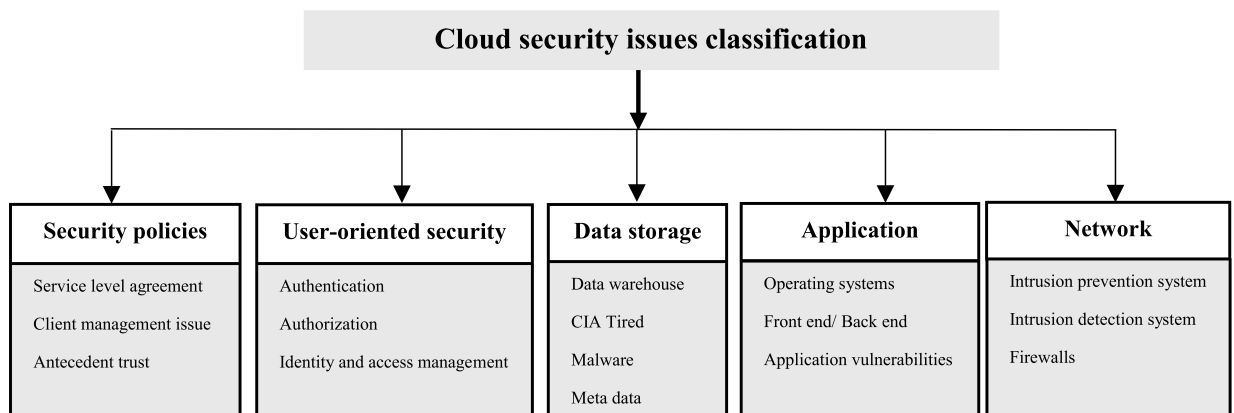 Cloud security issues classification
Security policies
Service level agreement
Client management issue
Antecedent trust
User-oriented security
Authentication
Authorization
Identity and access management
Data storage
Data warehouse
CIA Tired
Malware
Meta data
Application
Operating systems
Front end/ Back end
Application vulnerabilities
Network
Intrusion prevention system
Intrusion detection system
Firewalls